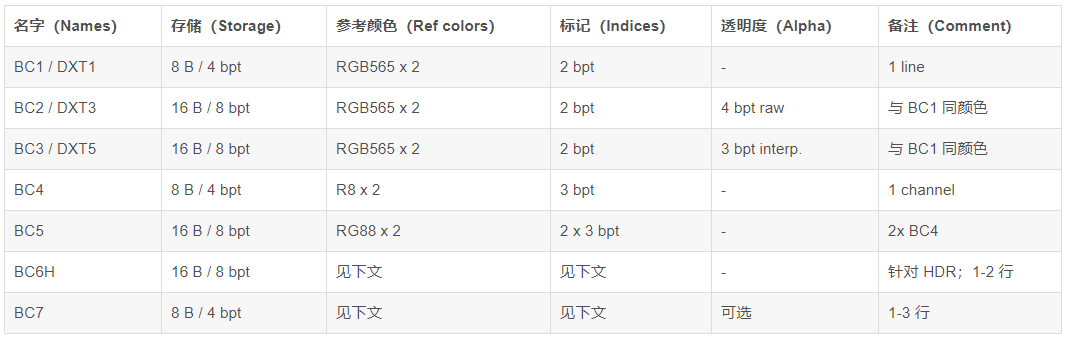 名字（Names） 存储（Storage） 参考颜色（Ref colors） 标记（Indices） 透明度（Alpha） 备注（Comment）
BC1 / DXT1 8 B / 4 bpt RGB565 x 2 2 bpt - 1 line
BC2 / DXT3 16 B / 8 bpt RGB565 x 2 2 bpt 4 bpt raw 与 BC1 同颜色
BC3 / DXT5 16 B / 8 bpt RGB565 x 2 2 bpt 3 bpt interp. 与 BC1 同颜色
BC4 8 B / 4 bpt R8 x 2 3 bpt - 1 channel
BC5 16 B / 8 bpt RG88 x 2 2 x 3 bpt - 2x BC4
BC6H 16 B / 8 bpt 见下文 见下文 - 针对 HDR；1-2 行
BC7 8 B / 4 bpt 见下文 见下文 可选 1-3 行